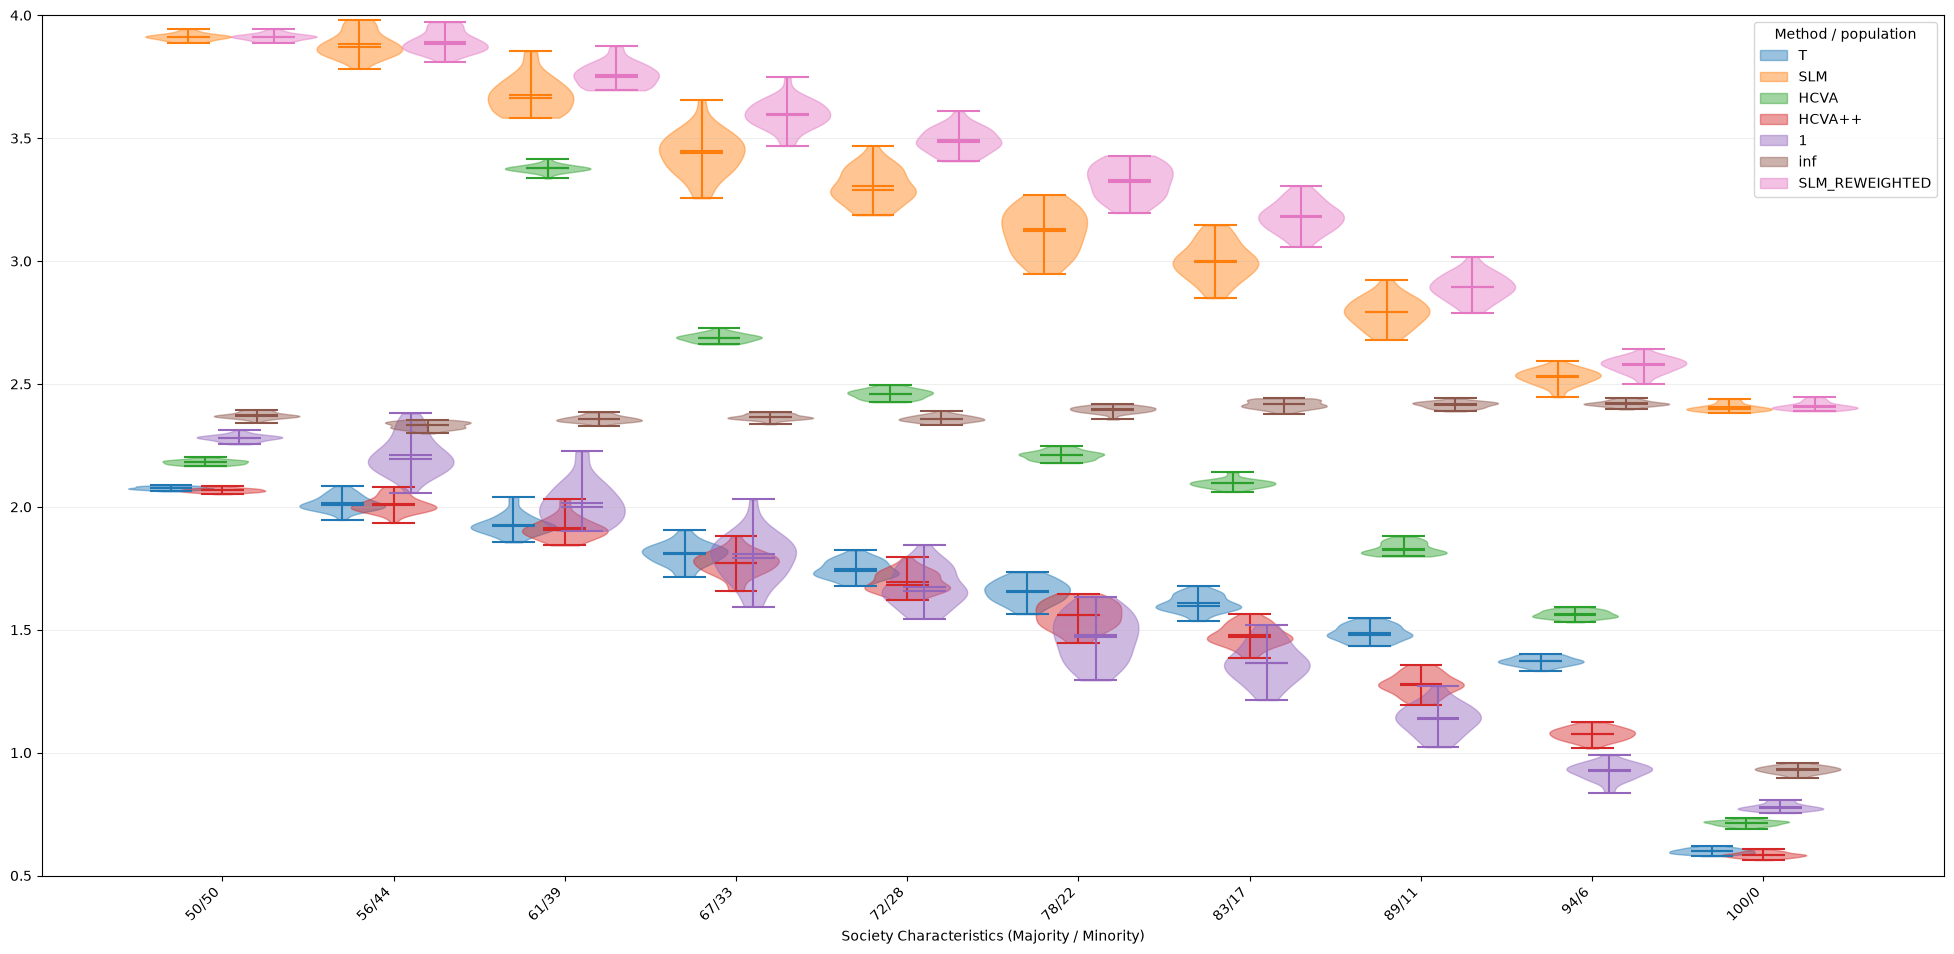 4.0
3.5
3.0
2.5
2.0
1.5
1.0
0.5
Method / population
T
SLM
HCVA
HCVA++
1
inf
SLM_REWEIGHTED
50/50
56/44
61/39
67/33
72/28
78/22
83/17
89/11
94/6
100/0
Society Characteristics (Majority / Minority)